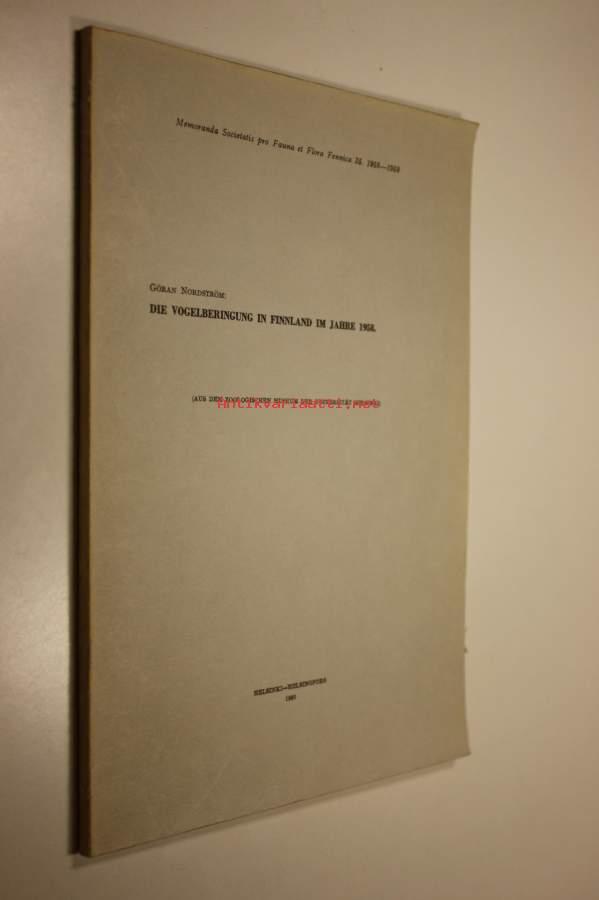 Memoranda Societatis pro Fauna et Flora Fennica 35. 1958—1959
GÖRAN NORDSTRÖM:
DIE VOGELBERINGUNG IN FINNLAND IM JAHRE 1958.
(AUS DEM ZOOLOGISCHEN MUSEUM DER UNIVERSITÄT
antikvariaatti.net
HELSINKI—HELSINGFORS